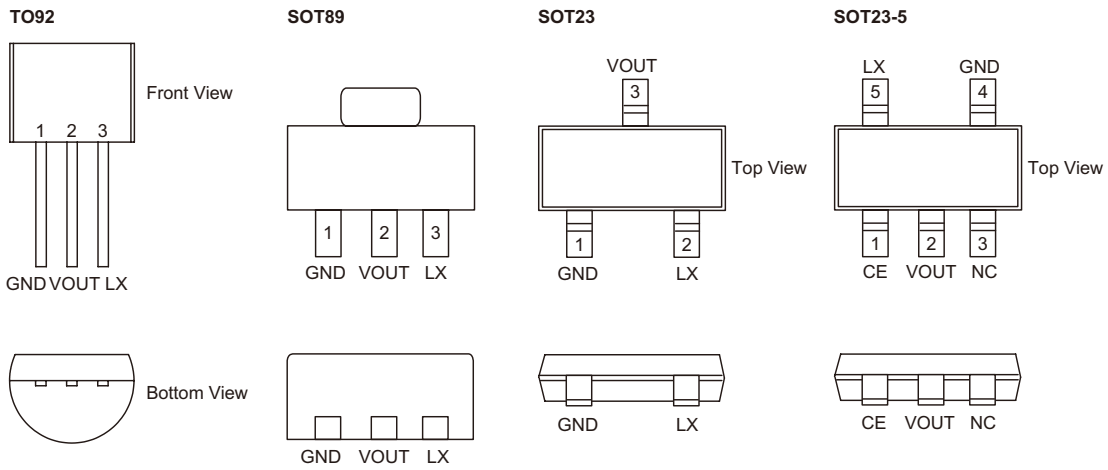 TO92
SOT89
SOT23
SOT23-5
Front View
1 2 3
GND VOUT LX
1 2 3
GND VOUT LX
VOUT
3
Top View
1 2
GND LX
LX GND
5 4
Top View
1 2 3
CE VOUT NC
Bottom View
GND VOUT LX
GND LX
CE VOUT NC